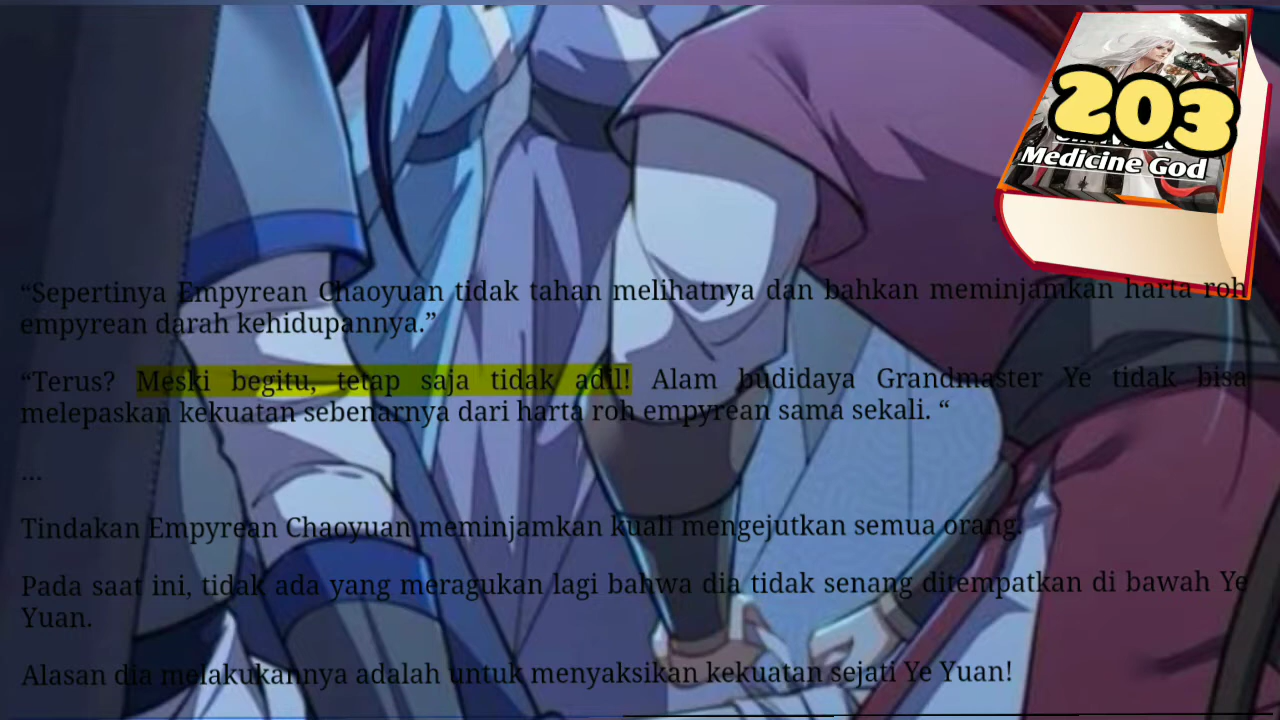 203
Medicine God
“Sepertinya Empyrean Chaoyuan tidak tahan melihatnya dan bahkan meminjamkan harta roh
empyrean darah kehidupannya.”
“Terus? Meski begitu, tetap saja tidak adil! Alam budidaya Grandmaster Ye tidak bisa
melepaskan kekuatan sebenarnya dari harta roh empyrean sama sekali. “
...
Tindakan Empyrean Chaoyuan meminjamkan kuali mengejutkan semua orang.
Pada saat ini, tidak ada yang meragukan lagi bahwa dia tidak senang ditempatkan di bawah Ye
Yuan.
Alasan dia melakukannya adalah untuk menyaksikan kekuatan sejati Ye Yuan!